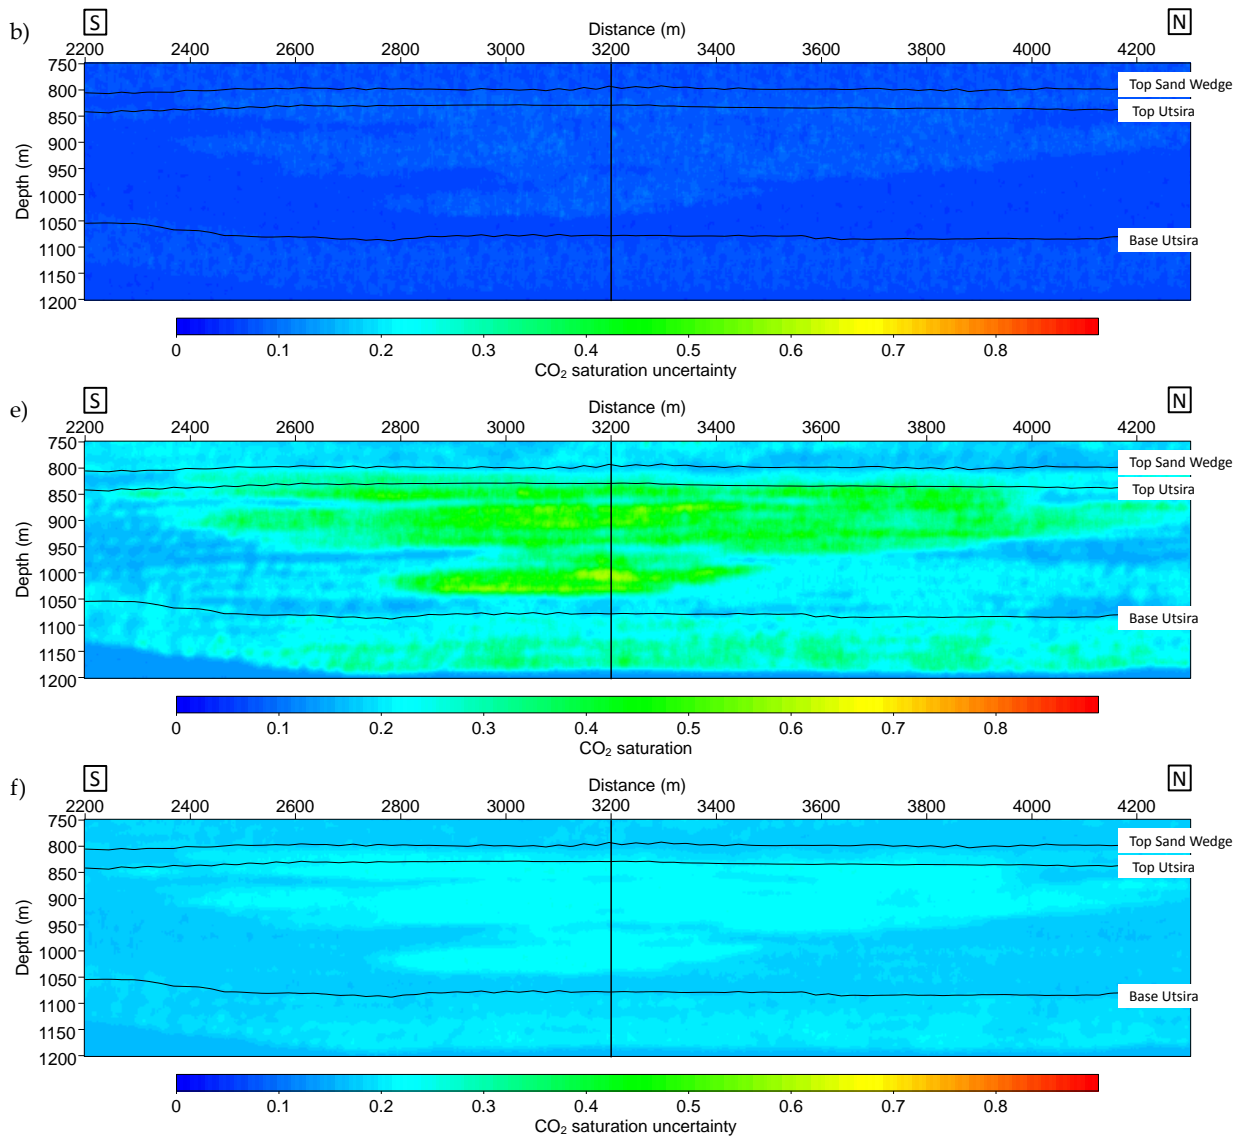 b)
S
Distance (m)
N
2200 2400 2600 2800 3000 3200 3400 3600 3800 4000 4200
750
800
850
900
950
1000
1050
1100
1150
1200
Depth (m)
Top Sand Wedge
Top Utsira
Base Utsira
0 0.1 0.2 0.3 0.4 0.5 0.6 0.7 0.8
CO₂ saturation uncertainty
e)
S
Distance (m)
N
2200 2400 2600 2800 3000 3200 3400 3600 3800 4000 4200
750
800
850
900
950
1000
1050
1100
1150
1200
Depth (m)
Top Sand Wedge
Top Utsira
Base Utsira
0 0.1 0.2 0.3 0.4 0.5 0.6 0.7 0.8
CO₂ saturation
f)
S
Distance (m)
N
2200 2400 2600 2800 3000 3200 3400 3600 3800 4000 4200
750
800
850
900
950
1000
1050
1100
1150
1200
Depth (m)
Top Sand Wedge
Top Utsira
Base Utsira
0 0.1 0.2 0.3 0.4 0.5 0.6 0.7 0.8
CO₂ saturation uncertainty